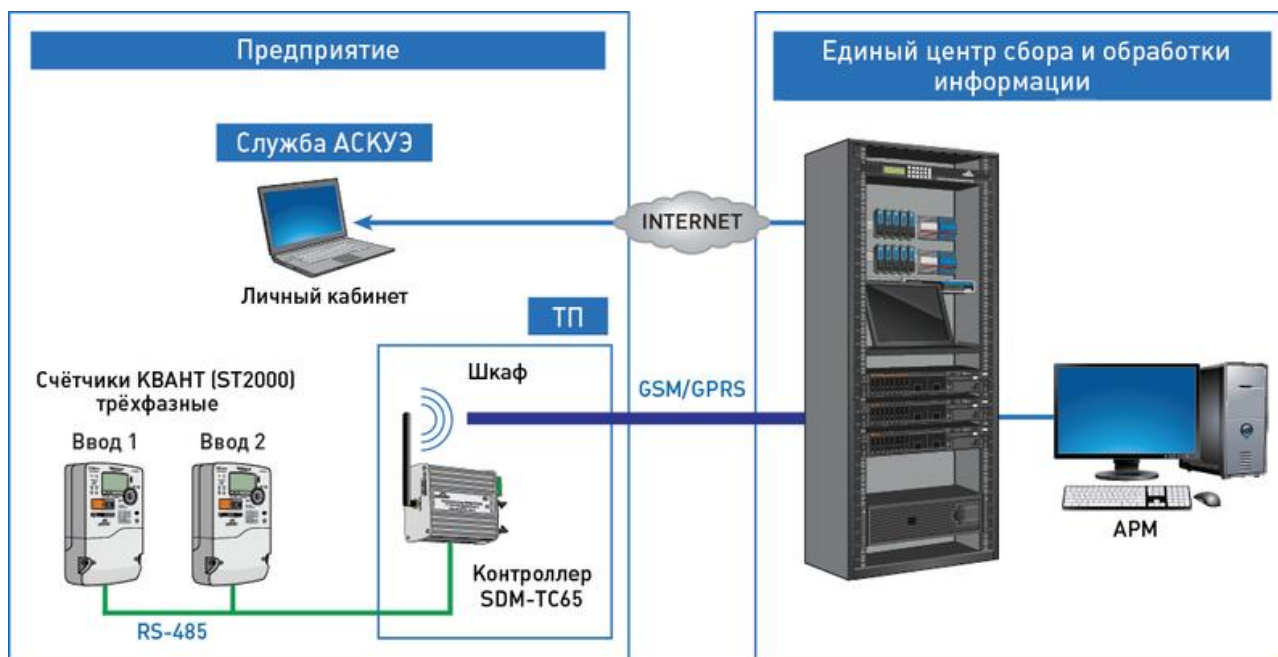 Предприятие
Единый центр сбора и обработки
информации
Служба АСКУЭ
INTERNET
Личный кабинет
ТП
Шкаф
GSM/GPRS
Счётчики КВАНТ (ST2000)
трёхфазные
Ввод 1
Ввод 2
Контроллер
SDM-TC65
RS-485
АРМ